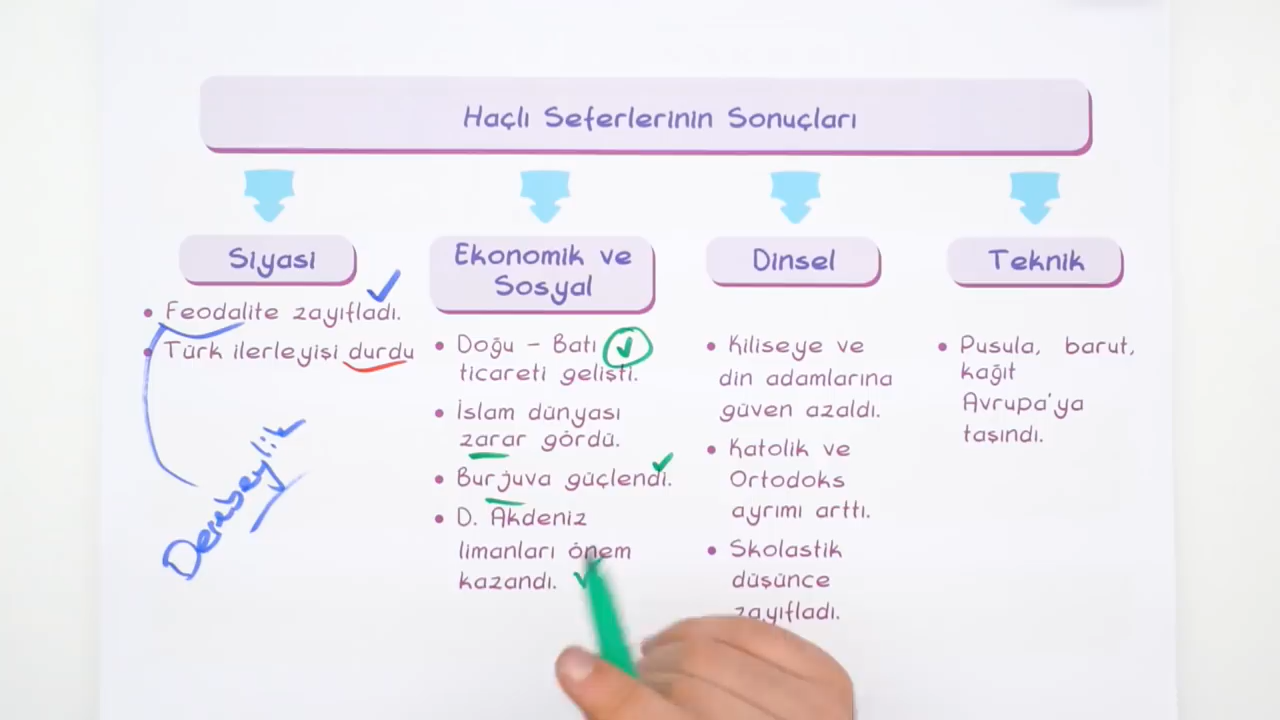 Haçlı Seferlerinin Sonuçları
Siyasi
• Feodalite zayıfladı.
• Türk ilerleyişi durdu
Derebeylik
Ekonomik ve
Sosyal
• Doğu – Batı
ticareti gelişti.
• İslam dünyası
zarar gördü.
• Burjuva güçlendi.
• D. Akdeniz
limanları önem
kazandı.
Dinsel
• Kiliseye ve
din adamlarına
güven azaldı.
• Katolik ve
Ortodoks
ayrımı arttı.
• Skolastik
düşünce
zayıfladı.
Teknik
• Pusula, barut,
kağıt
Avrupa'ya
taşındı.